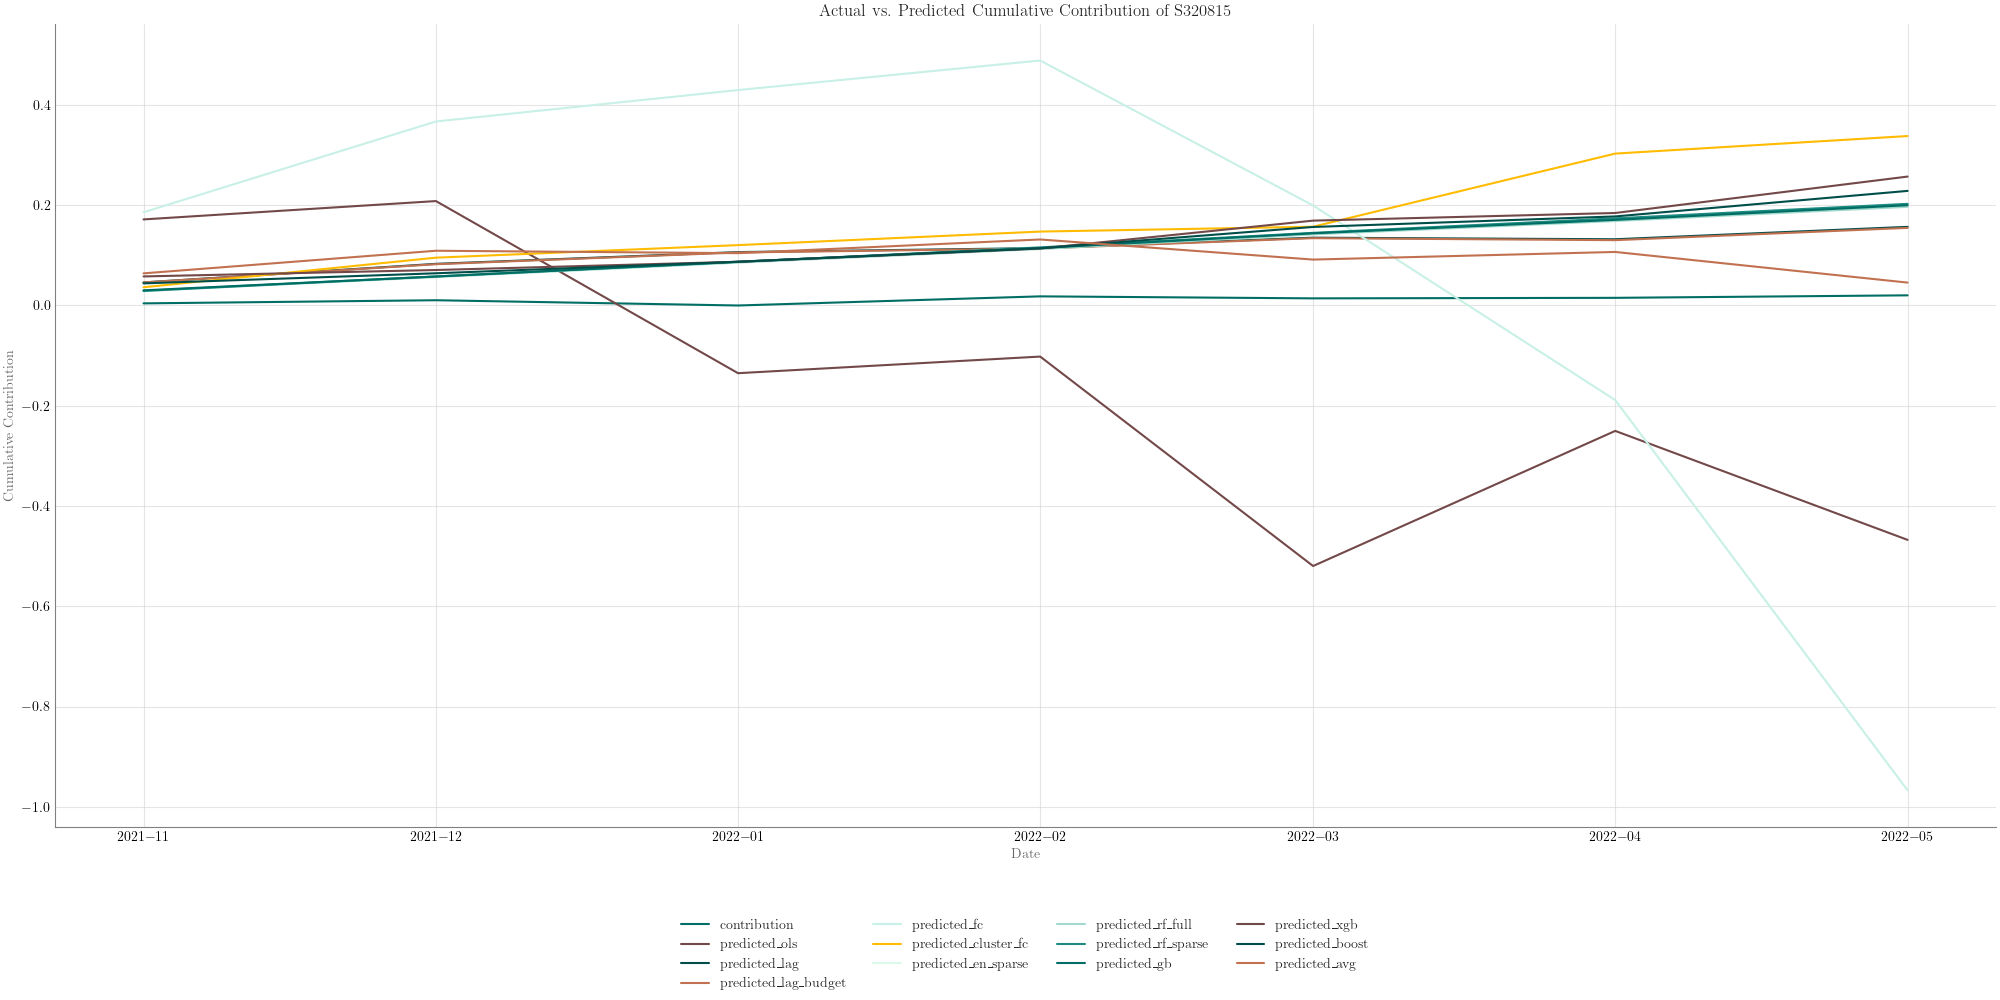 Actual vs. Predicted Cumulative Contribution of S320815
Cumulative Contribution
0.4
0.2
0.0
−0.2
−0.4
−0.6
−0.8
−1.0
2021−11 2021−12 2022−01 2022−02 2022−03 2022−04 2022−05
Date
contribution predicted_fc predicted_rf_full predicted_xgb
predicted_ols predicted_cluster_fc predicted_rf_sparse predicted_boost
predicted_lag predicted_en_sparse predicted_gb predicted_avg
predicted_lag_budget